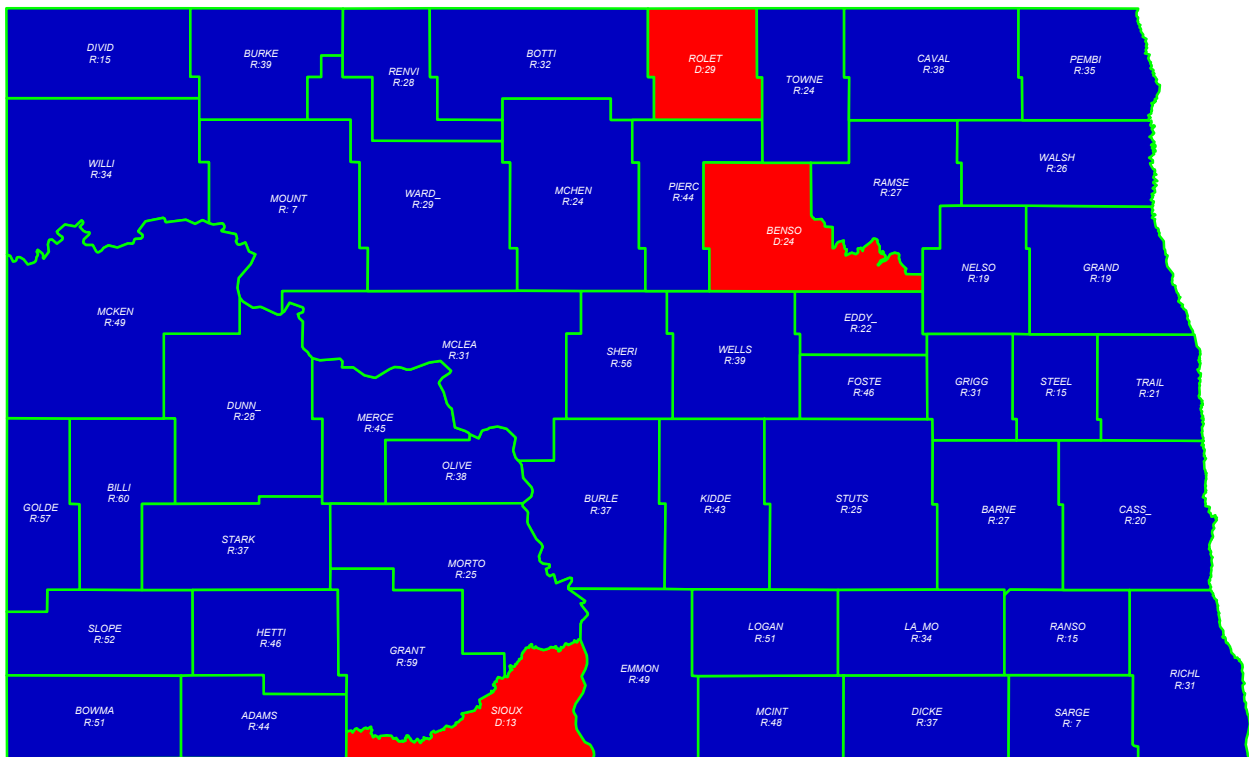 DIVID
R:15
BURKE
R:39
RENVI
R:28
BOTTI
R:32
ROLET
D:29
TOWNE
R:24
CAVAL
R:38
PEMBI
R:35
WILLI
R:34
MOUNT
R: 7
WARD_
R:29
MCHEN
R:24
PIERC
R:44
RAMSE
R:27
WALSH
R:26
BENSO
D:24
NELSO
R:19
GRAND
R:19
MCKEN
R:49
MCLEA
R:31
SHERI
R:56
WELLS
R:39
EDDY_
R:22
DUNN_
R:28
MERCE
R:45
FOSTE
R:46
GRIGG
R:31
STEEL
R:15
TRAIL
R:21
GOLDE
R:57
BILLI
R:60
OLIVE
R:38
BURLE
R:37
KIDDE
R:43
STUTS
R:25
BARNE
R:27
CASS_
R:20
STARK
R:37
MORTO
R:25
SLOPE
R:52
HETTI
R:46
GRANT
R:59
EMMON
R:49
LOGAN
R:51
LA_MO
R:34
RANSO
R:15
RICHL
R:31
BOWMA
R:51
ADAMS
R:44
SIOUX
D:13
MCINT
R:48
DICKE
R:37
SARGE
R: 7